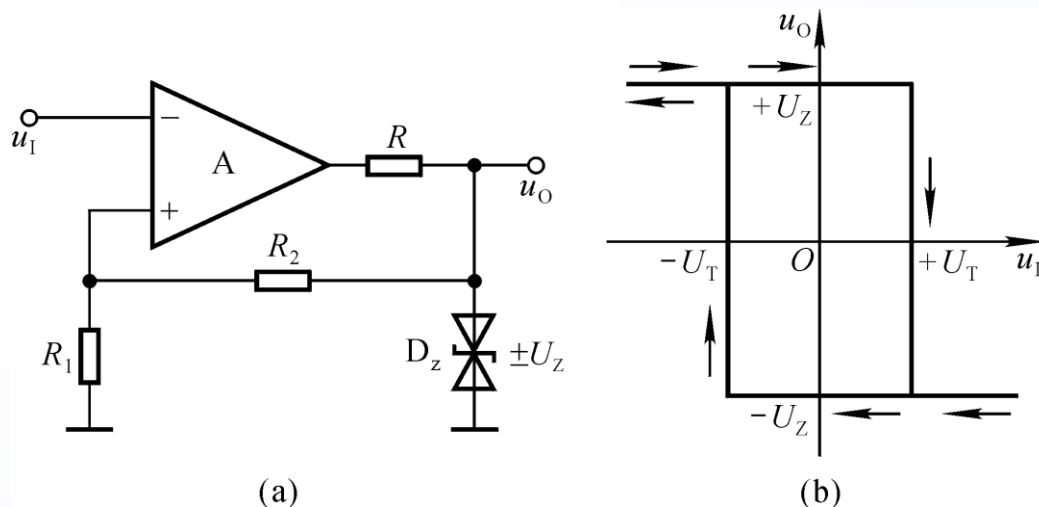 u_I
−
+
A
R
u_O
R_2
R_1
D_z ±U_Z
(a)
u_O
+U_Z
−U_T O +U_T u_I
−U_Z
(b)